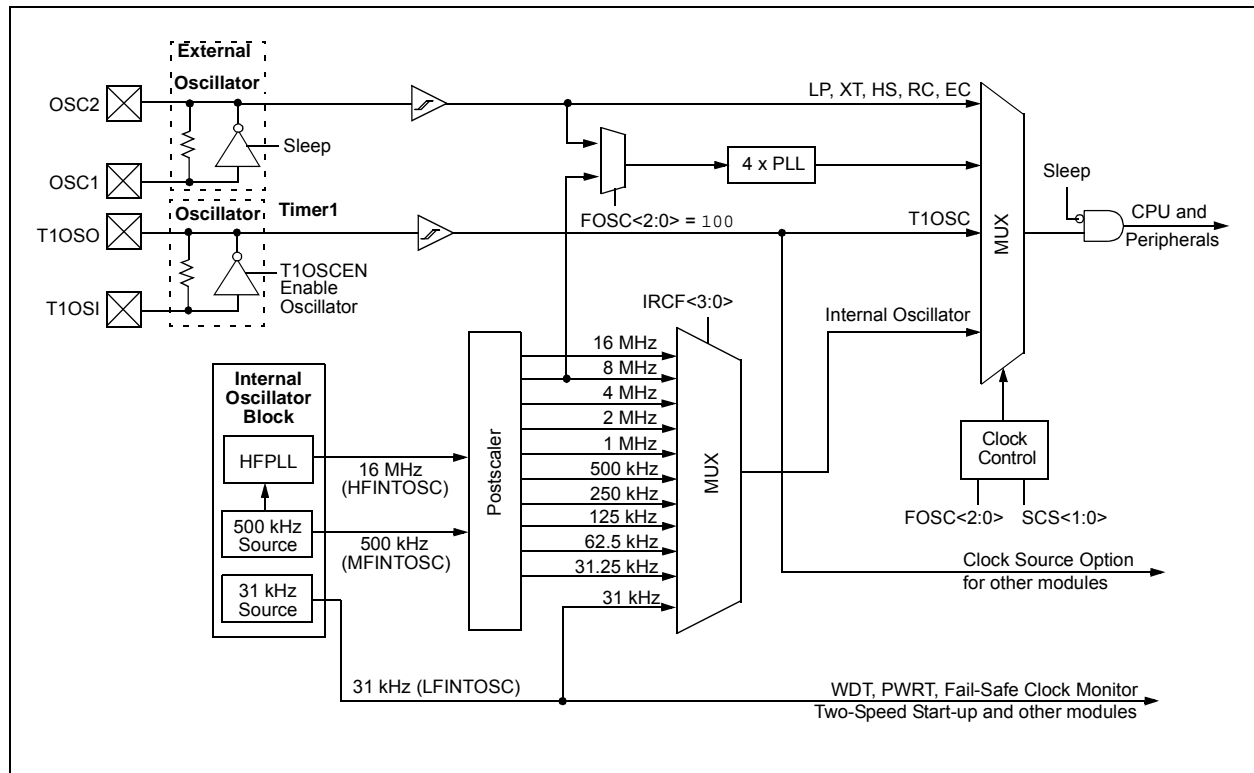 External
Oscillator
OSC2
OSC1
Sleep
LP, XT, HS, RC, EC
4 x PLL
FOSC<2:0> = 100
Sleep
CPU and
Peripherals
MUX
Oscillator
Timer1
T1OSO
T1OSI
T1OSCEN
Enable
Oscillator
T1OSC
IRCF<3:0>
Internal Oscillator
Internal
Oscillator
Block
HFPLL
500 kHz
Source
31 kHz
Source
16 MHz
(HFINTOSC)
500 kHz
(MFINTOSC)
Postscaler
16 MHz
8 MHz
4 MHz
2 MHz
1 MHz
500 kHz
250 kHz
125 kHz
62.5 kHz
31.25 kHz
31 kHz
MUX
Clock
Control
FOSC<2:0>
SCS<1:0>
Clock Source Option
for other modules
31 kHz (LFINTOSC)
WDT, PWRT, Fail-Safe Clock Monitor
Two-Speed Start-up and other modules